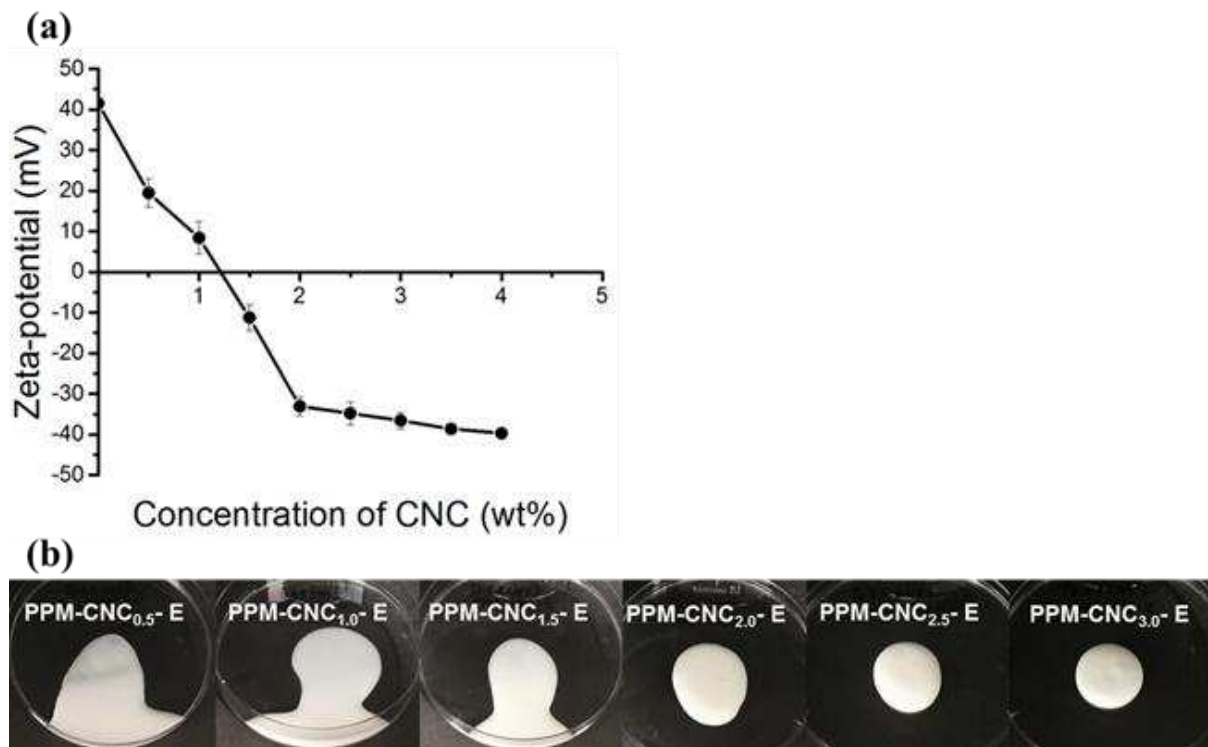 (a)
50
40
30
20
10
0
-10
-20
-30
-40
-50
1 2 3 4 5
Zeta-potential (mV)
Concentration of CNC (wt%)
(b)
PPM-CNC0.5- E PPM-CNC1.0- E PPM-CNC1.5- E PPM-CNC2.0- E PPM-CNC2.5- E PPM-CNC3.0- E